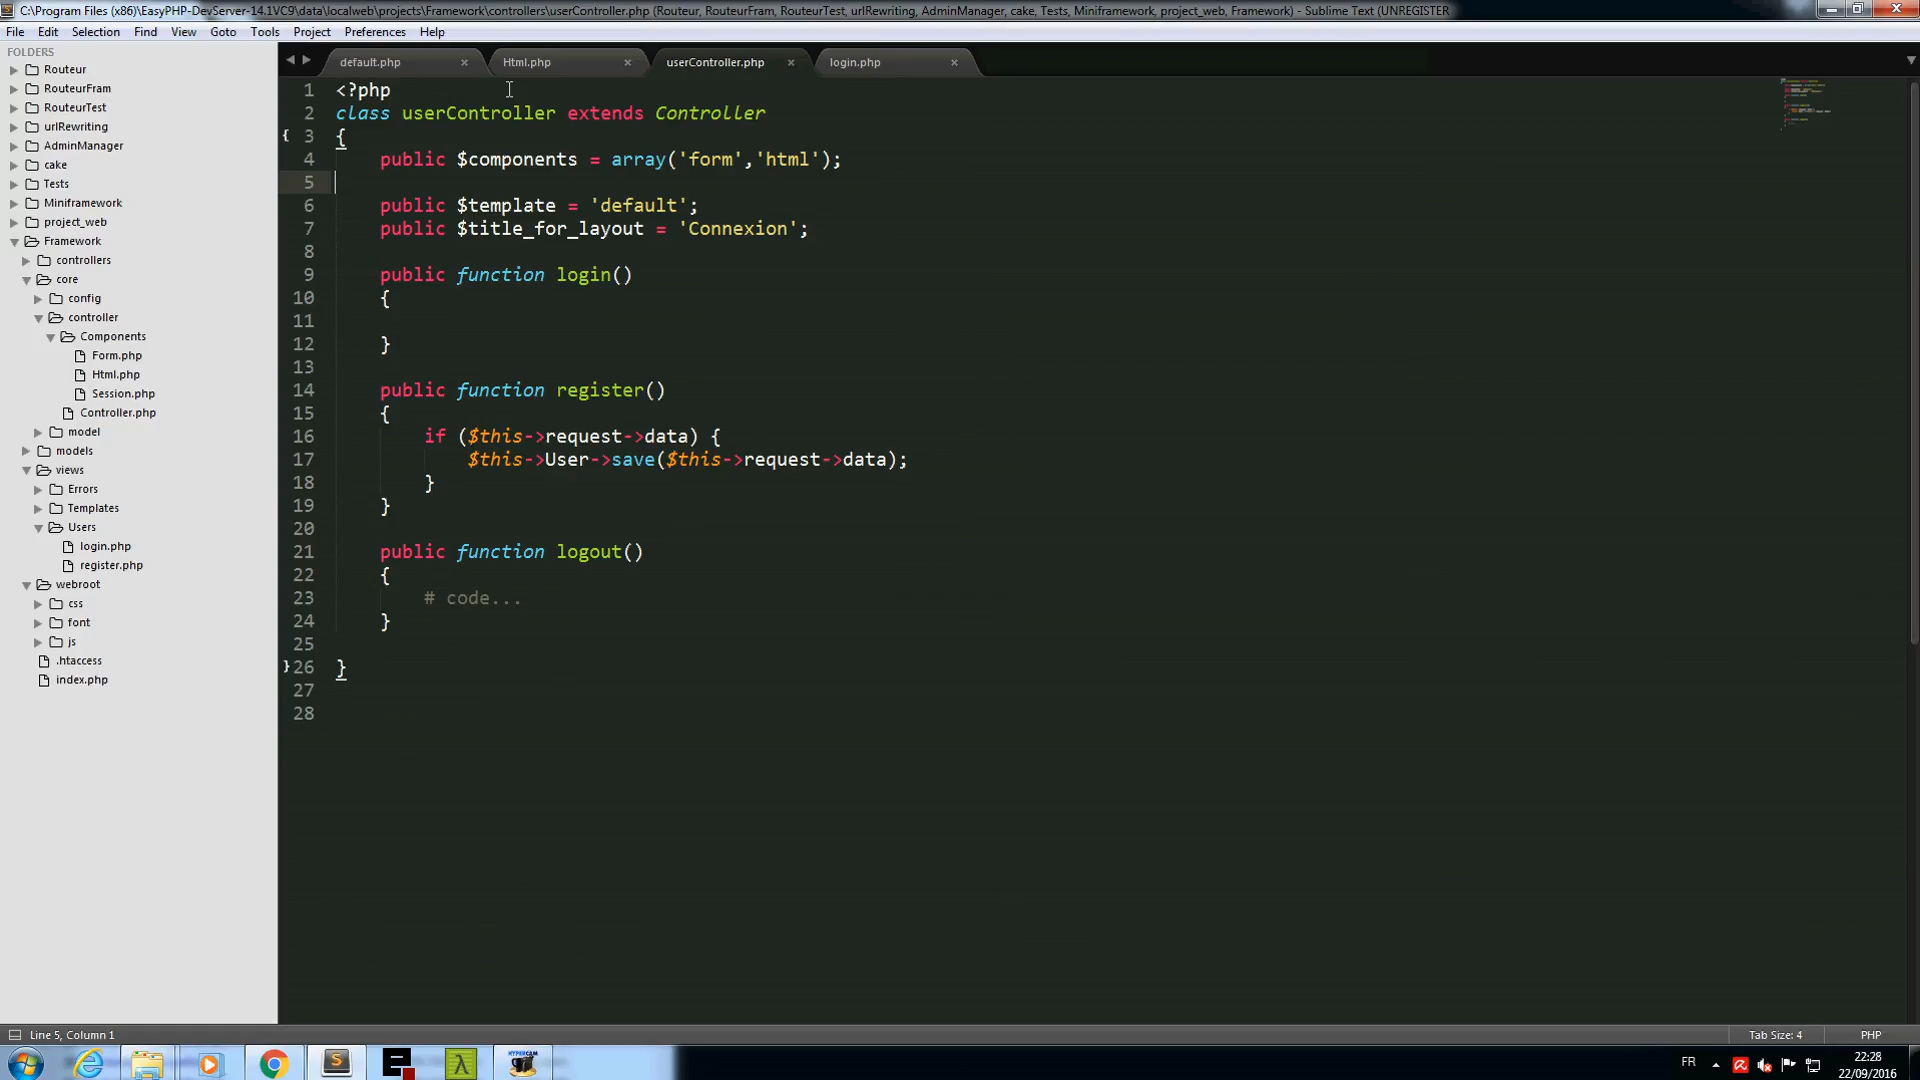 C:\Program Files (x86)\EasyPHP-DevServer-14.1VC9\data\localweb\projects\Framework\controllers\userController.php (Routeur, RouteurFram, RouteurTest, urlRewriting, AdminManager, cake, Tests, Miniframework, project_web, Framework) - Sublime Text (UNREGISTER
File Edit Selection Find View Goto Tools Project Preferences Help
FOLDERS
Routeur
RouteurFram
RouteurTest
urlRewriting
AdminManager
cake
Tests
Miniframework
project_web
Framework
controllers
core
config
controller
Components
Form.php
Html.php
Session.php
Controller.php
model
models
views
Errors
Templates
Users
login.php
register.php
webroot
css
font
js
.htaccess
index.php
default.php × Html.php × userController.php × login.php ×
1 <?php
2 class userController extends Controller
3 {
4 public $components = array('form','html');
5
6 public $template = 'default';
7 public $title_for_layout = 'Connexion';
8
9 public function login()
10 {
11
12 }
13
14 public function register()
15 {
16 if ($this->request->data) {
17 $this->User->save($this->request->data);
18 }
19 }
20
21 public function logout()
22 {
23 # code...
24 }
25
26 }
27
28
Line 5, Column 1 Tab Size: 4 PHP
HYPERCAM
FR
22:28
22/09/2016